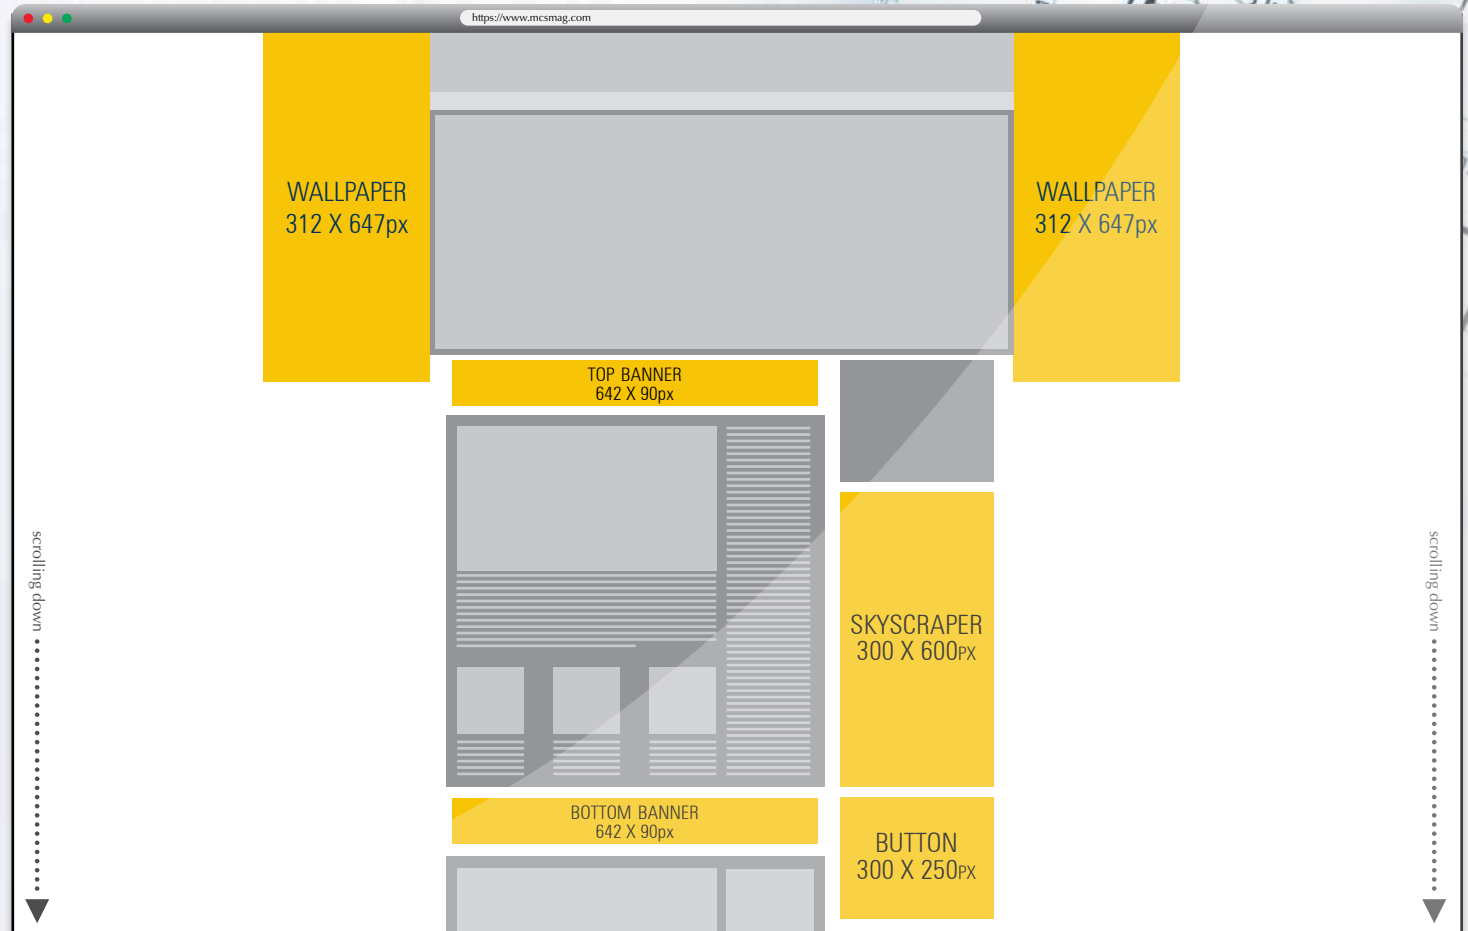 https://www.mcsmag.com
WALLPAPER
312 X 647px
WALLPAPER
312 X 647px
TOP BANNER
642 X 90px
scrolling down
SKYSCRAPER
300 X 600PX
scrolling down
BOTTOM BANNER
642 X 90px
BUTTON
300 X 250PX